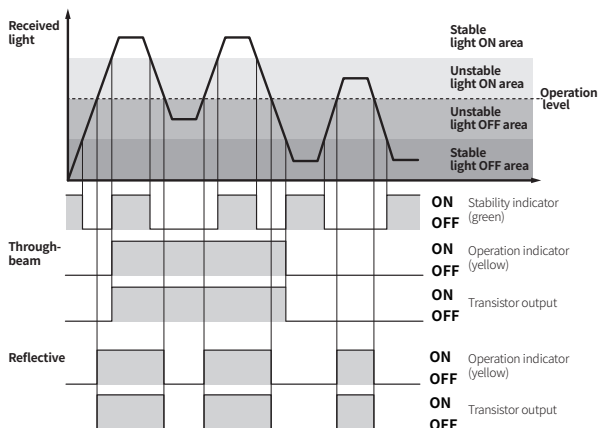 Received
light
Stable
light ON area
Unstable
light ON area
Operation
level
Unstable
light OFF area
Stable
light OFF area
ON
OFF
Stability indicator
(green)
Through-
beam
ON
OFF
Operation indicator
(yellow)
ON
OFF
Transistor output
Reflective
ON
OFF
Operation indicator
(yellow)
ON
OFF
Transistor output